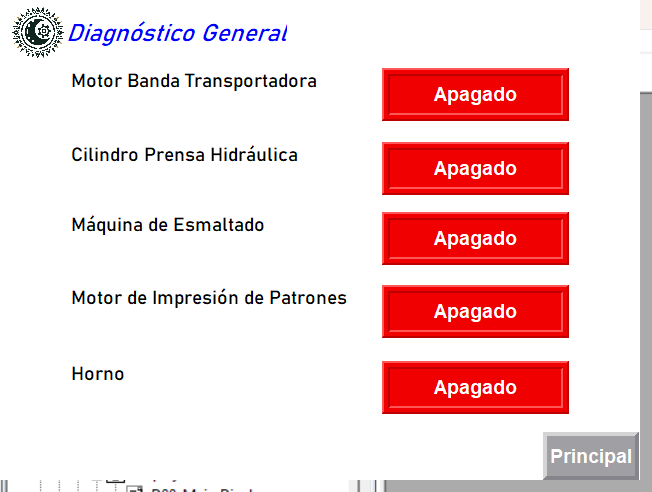 Diagnóstico General
Motor Banda Transportadora
Apagado
Cilindro Prensa Hidráulica
Apagado
Máquina de Esmaltado
Apagado
Motor de Impresión de Patrones
Apagado
Horno
Apagado
Principal